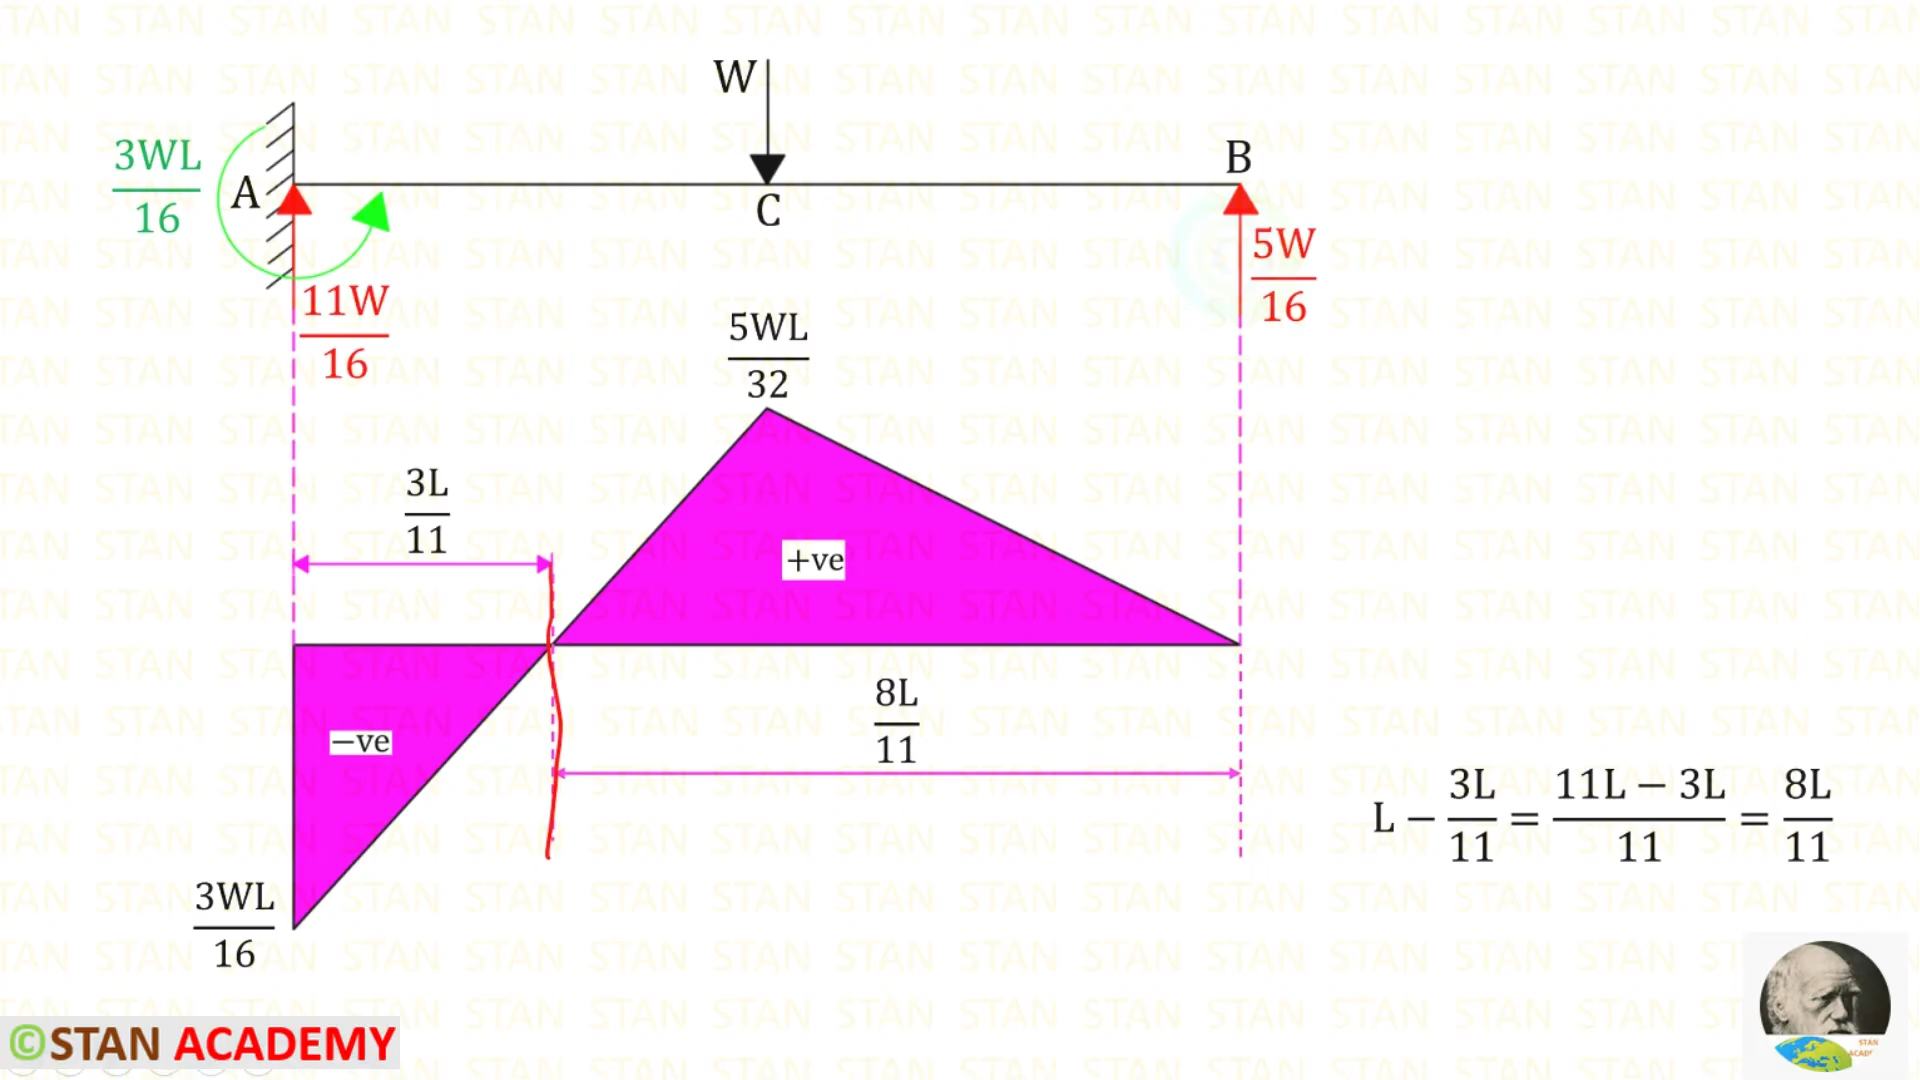 W
B
3WL
16
A
C
11W
16
5W
16
5WL
32
3L
11
+ve
−ve
8L
11
L − 3L/11 = 11L − 3L/11 = 8L/11
3WL
16
©STAN ACADEMY
STAN